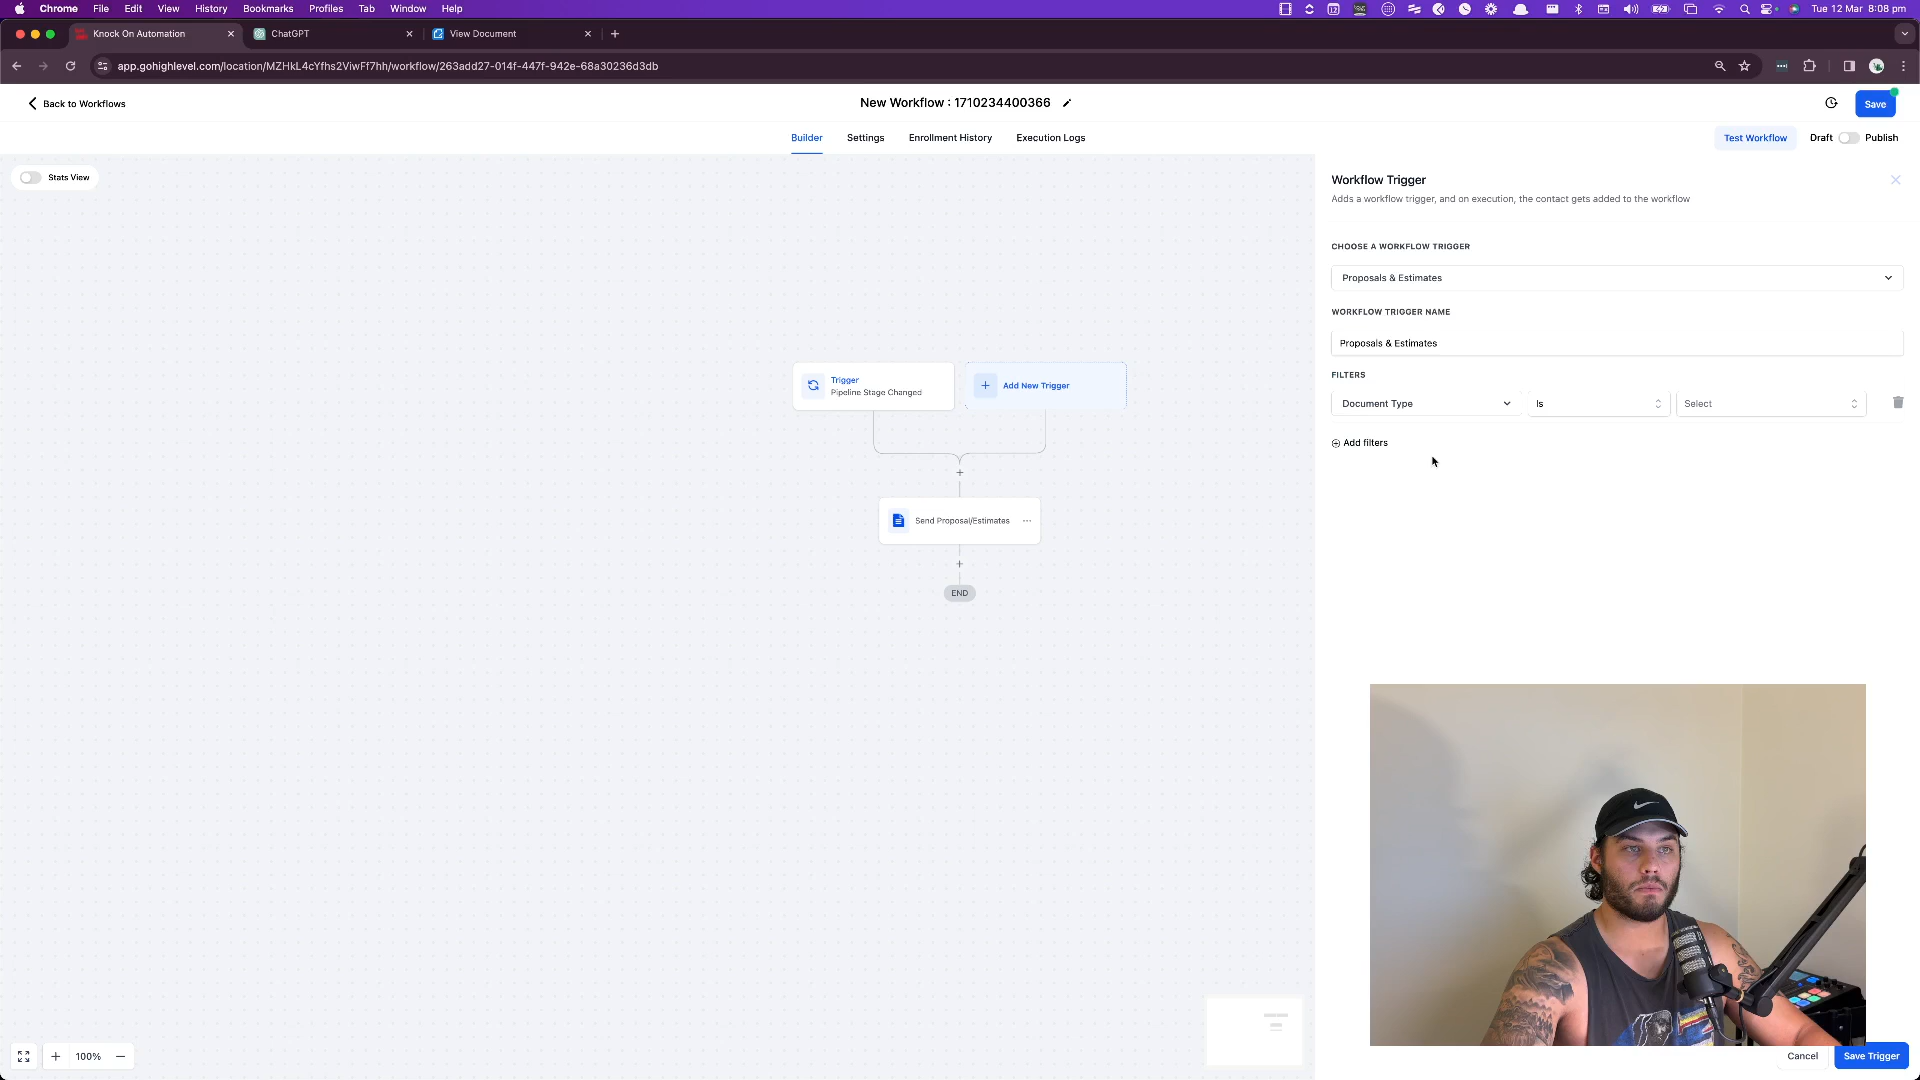 Chrome File Edit View History Bookmarks Profiles Tab Window Help Tue 12 Mar 8:08 pm
Knock On Automation ChatGPT View Document
app.gohighlevel.com/location/MZHkL4cYfhs2ViwFf7hh/workflow/263add27-014f-447f-942e-68a30236d3db
Back to Workflows New Workflow : 1710234400366 Save
Builder Settings Enrollment History Execution Logs Test Workflow Draft Publish
Stats View
Workflow Trigger
Adds a workflow trigger, and on execution, the contact gets added to the workflow
CHOOSE A WORKFLOW TRIGGER
Proposals & Estimates
WORKFLOW TRIGGER NAME
Proposals & Estimates
FILTERS
Document Type Is Select
Add filters
Trigger
Pipeline Stage Changed
Add New Trigger
Send Proposal/Estimates
END
100%
Cancel Save Trigger